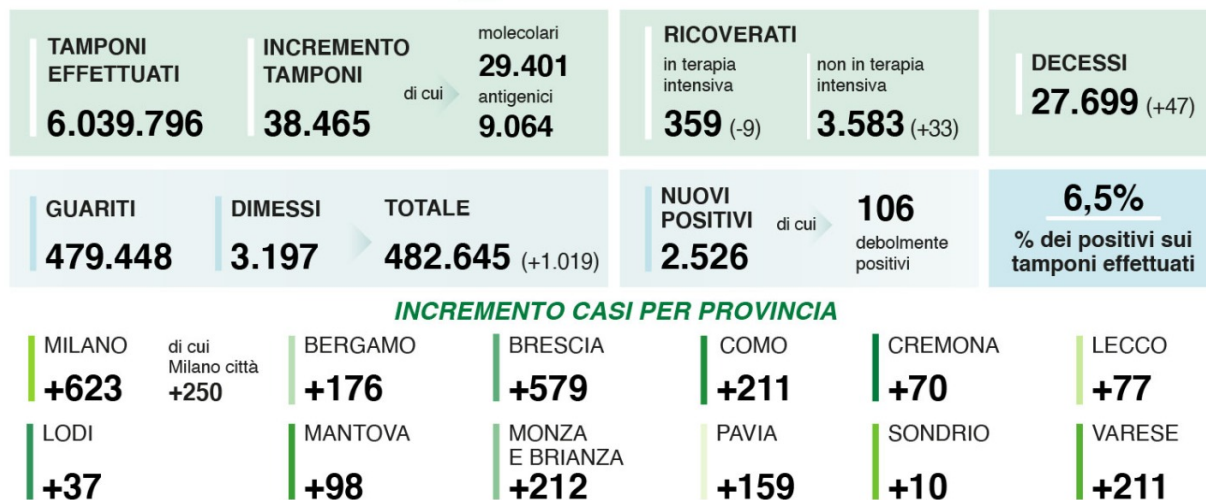 TAMPONI
EFFETTUATI
6.039.796
INCREMENTO
TAMPONI
38.465
di cui
molecolari
29.401
antigenici
9.064
RICOVERATI
in terapia
intensiva
359 (-9)
non in terapia
intensiva
3.583 (+33)
DECESSI
27.699 (+47)
GUARITI
479.448
DIMESSI
3.197
TOTALE
482.645 (+1.019)
NUOVI
POSITIVI
2.526
di cui
106
debolmente
positivi
6,5%
% dei positivi sui
tamponi effettuati
INCREMENTO CASI PER PROVINCIA
MILANO
+623
di cui
Milano città
+250
BERGAMO
+176
BRESCIA
+579
COMO
+211
CREMONA
+70
LECCO
+77
LODI
+37
MANTOVA
+98
MONZA
E BRIANZA
+212
PAVIA
+159
SONDRIO
+10
VARESE
+211